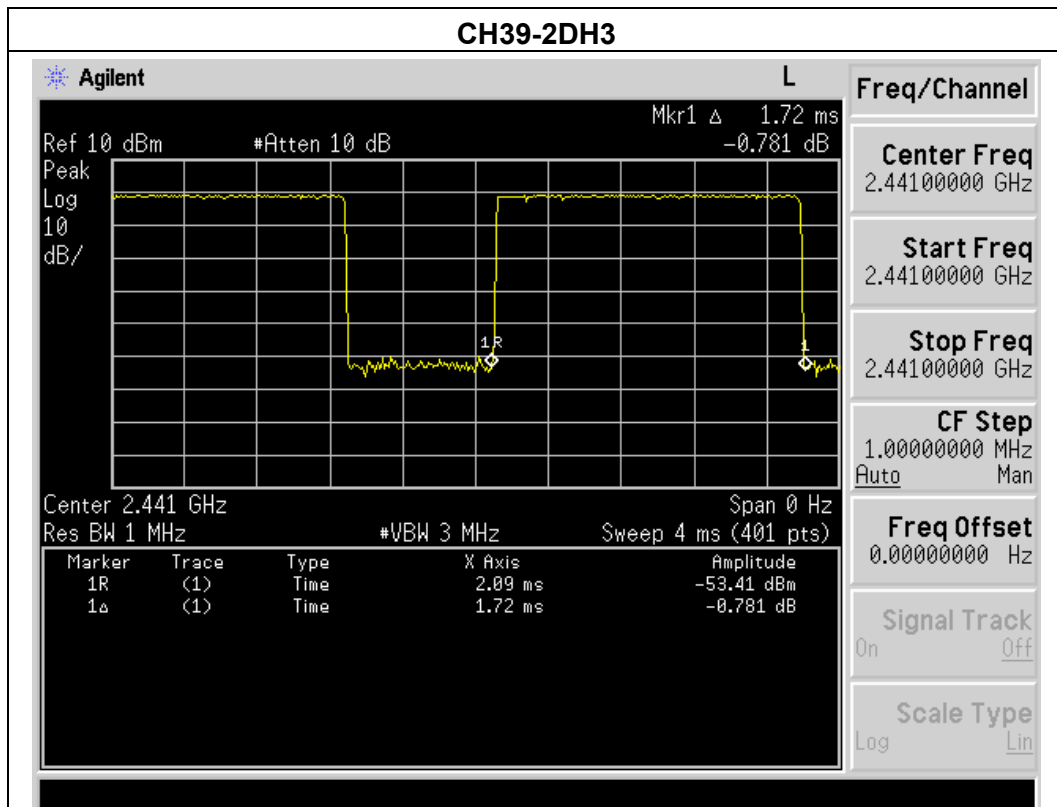 CH39-2DH3
Agilent L
Mkr1 Δ 1.72 ms
Ref 10 dBm #Atten 10 dB -0.781 dB
Peak
Log
10
dB/
1R
1
Center 2.441 GHz Span 0 Hz
Res BW 1 MHz #VBW 3 MHz Sweep 4 ms (401 pts)
Marker Trace Type X Axis Amplitude
1R (1) Time 2.09 ms -53.41 dBm
1Δ (1) Time 1.72 ms -0.781 dB
Freq/Channel
Center Freq
2.44100000 GHz
Start Freq
2.44100000 GHz
Stop Freq
2.44100000 GHz
CF Step
1.00000000 MHz
Auto Man
Freq Offset
0.00000000 Hz
Signal Track
On Off
Scale Type
Log Lin